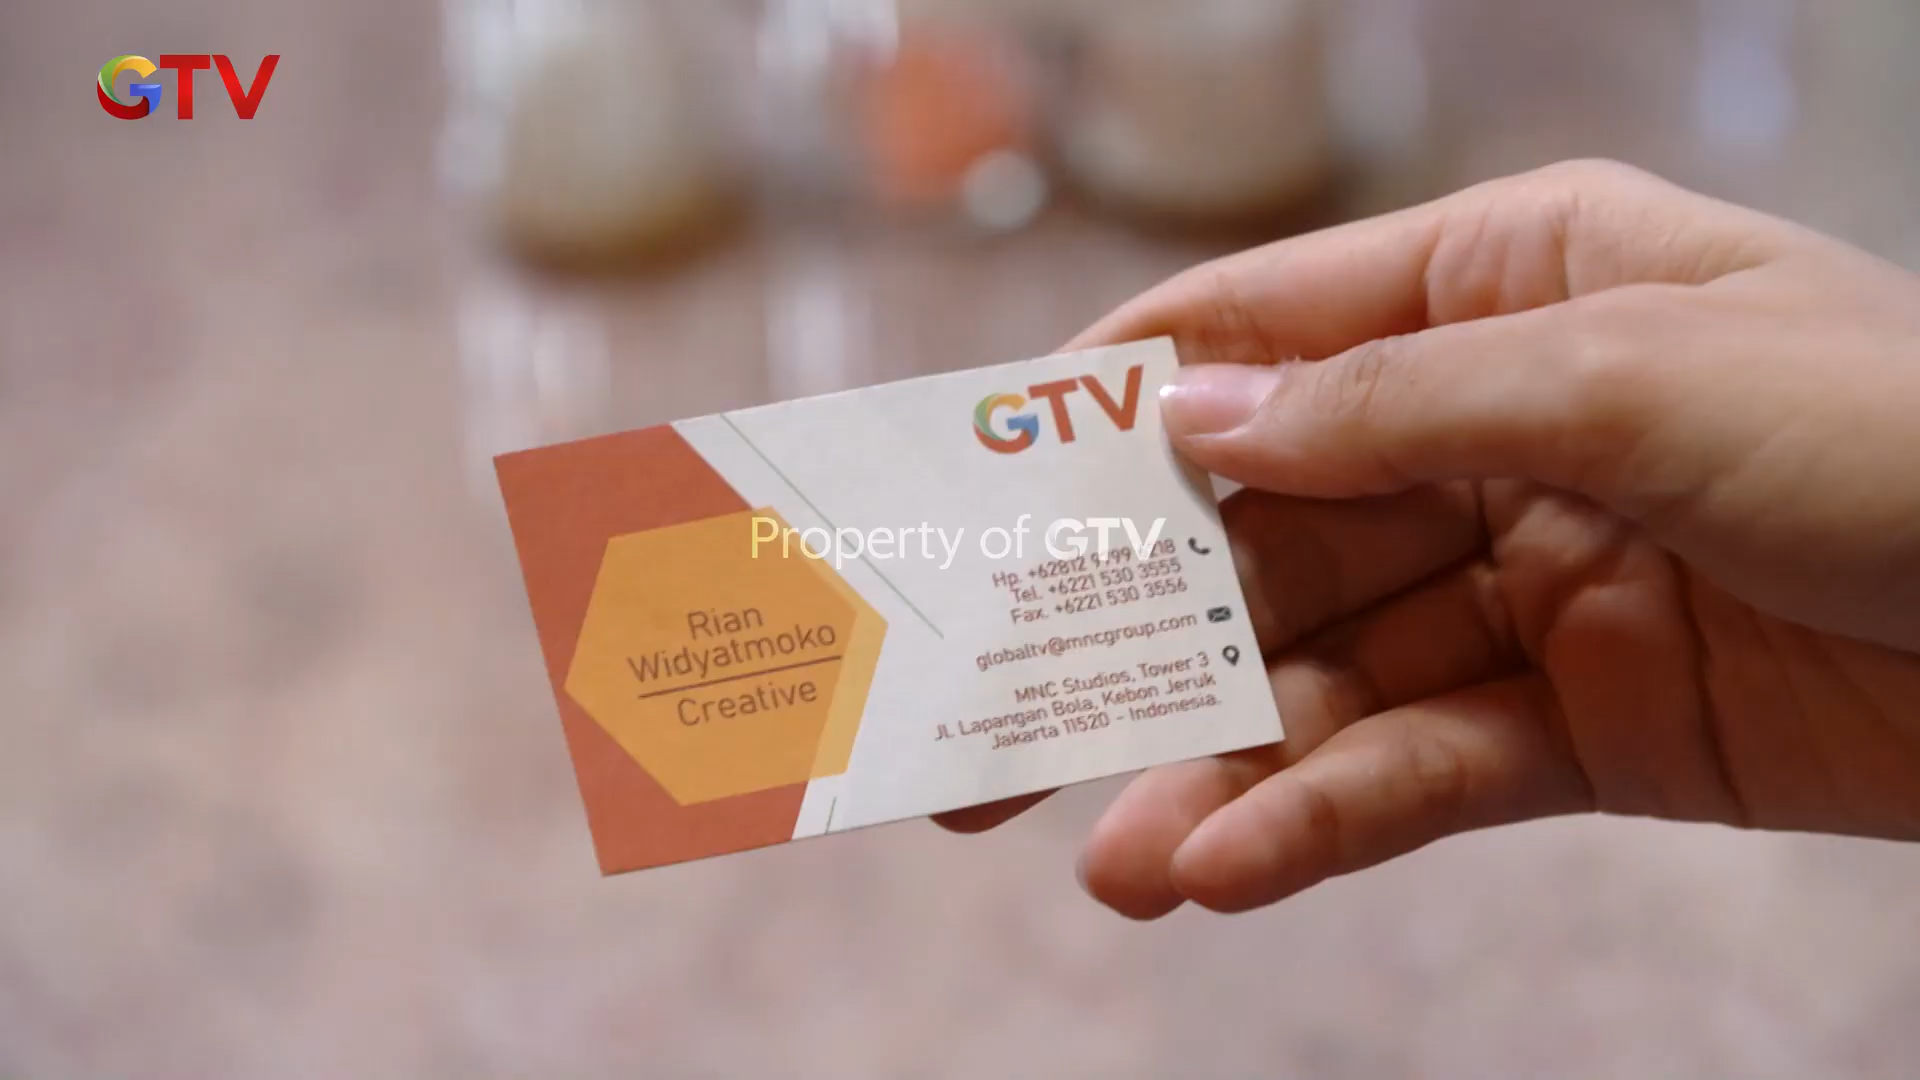 GTV
GTV
Property of GTV
Hp. +62812
Tel. +6221 530 3555
Fax. +6221 530 3556
globaltv@mncgroup.com
MNC Studios, Tower 3
Jl. Lapangan Bola, Kebon Jeruk
Jakarta 11520 - Indonesia.
Rian
Widyatmoko
Creative